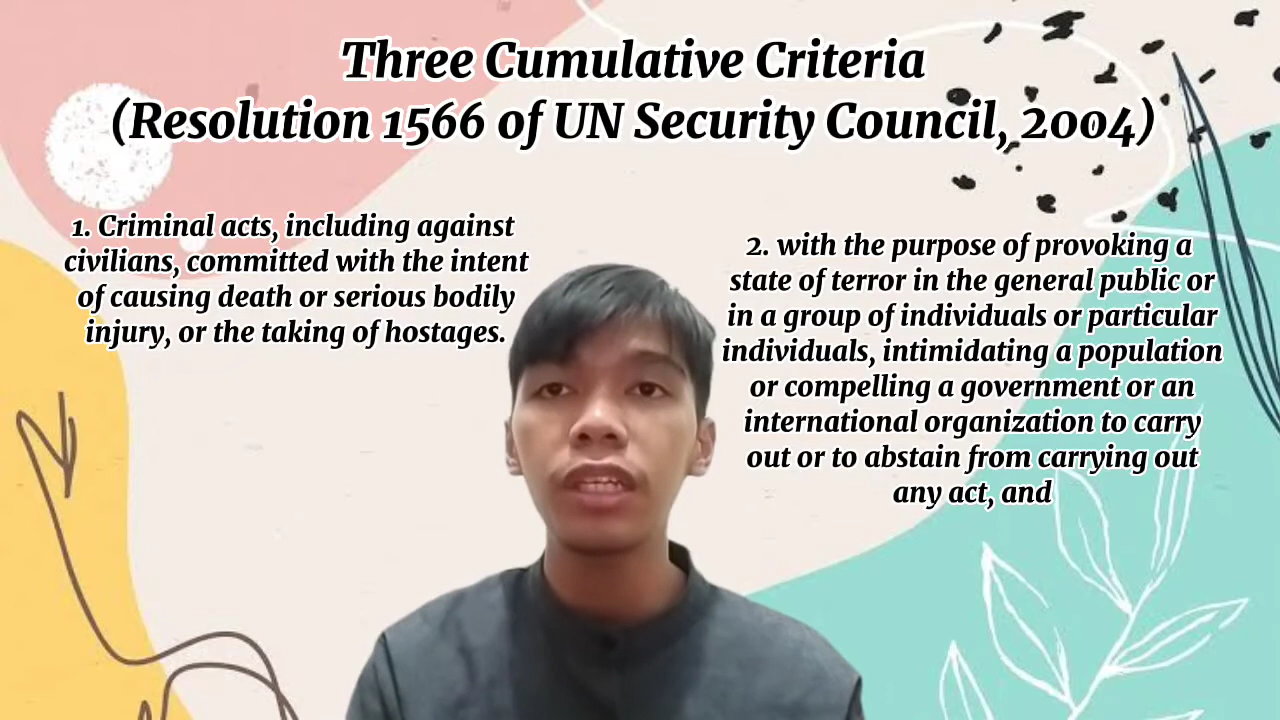 Three Cumulative Criteria
(Resolution 1566 of UN Security Council, 2004)
1. Criminal acts, including against
civilians, committed with the intent
of causing death or serious bodily
injury, or the taking of hostages.
2. with the purpose of provoking a
state of terror in the general public or
in a group of individuals or particular
individuals, intimidating a population
or compelling a government or an
international organization to carry
out or to abstain from carrying out
any act, and